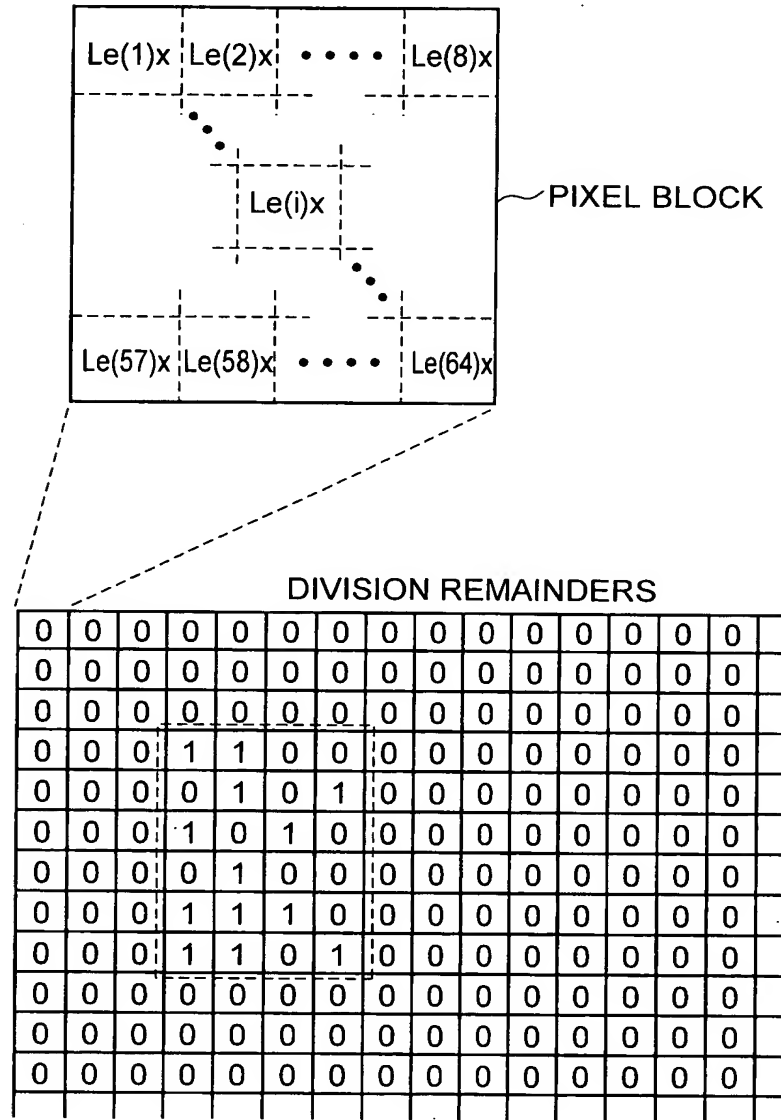 Le(1)x Le(2)x • • • • Le(8)x
Le(i)x
PIXEL BLOCK
Le(57)x Le(58)x • • • • Le(64)x
DIVISION REMAINDERS
0 0 0 0 0 0 0 0 0 0 0 0 0 0 0
0 0 0 0 0 0 0 0 0 0 0 0 0 0 0
0 0 0 0 0 0 0 0 0 0 0 0 0 0 0
0 0 0 1 1 0 0 0 0 0 0 0 0 0 0
0 0 0 0 1 0 1 0 0 0 0 0 0 0 0
0 0 0 1 0 1 0 0 0 0 0 0 0 0 0
0 0 0 0 1 0 0 0 0 0 0 0 0 0 0
0 0 0 1 1 1 0 0 0 0 0 0 0 0 0
0 0 0 1 1 0 1 0 0 0 0 0 0 0 0
0 0 0 0 0 0 0 0 0 0 0 0 0 0 0
0 0 0 0 0 0 0 0 0 0 0 0 0 0 0
0 0 0 0 0 0 0 0 0 0 0 0 0 0 0